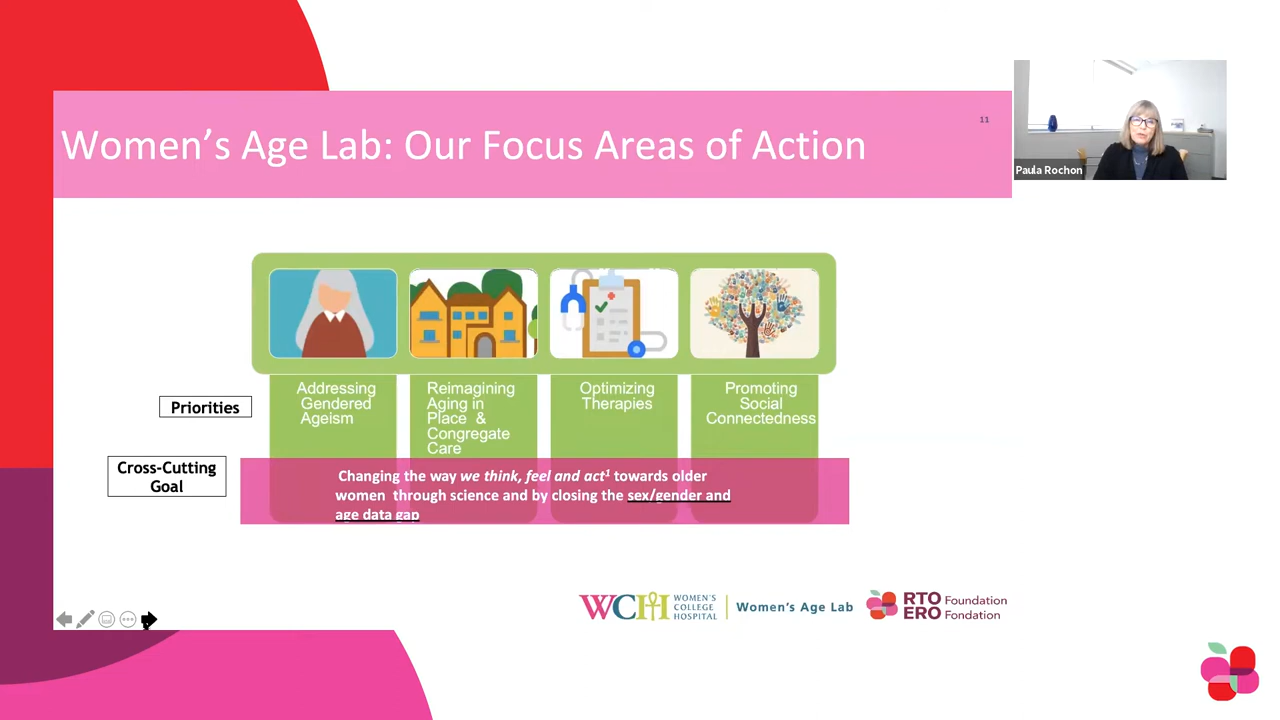 Women's Age Lab: Our Focus Areas of Action
11
Paula Rochon
Priorities
Addressing
Gendered
Ageism
Reimagining
Aging in
Place &
Congregate
Care
Optimizing
Therapies
Promoting
Social
Connectedness
Cross-Cutting
Goal
Changing the way we think, feel and act¹ towards older
women through science and by closing the sex/gender and
age data gap
WCH
WOMEN'S
COLLEGE
HOSPITAL
Women's Age Lab
RTO Foundation
ERO Fondation